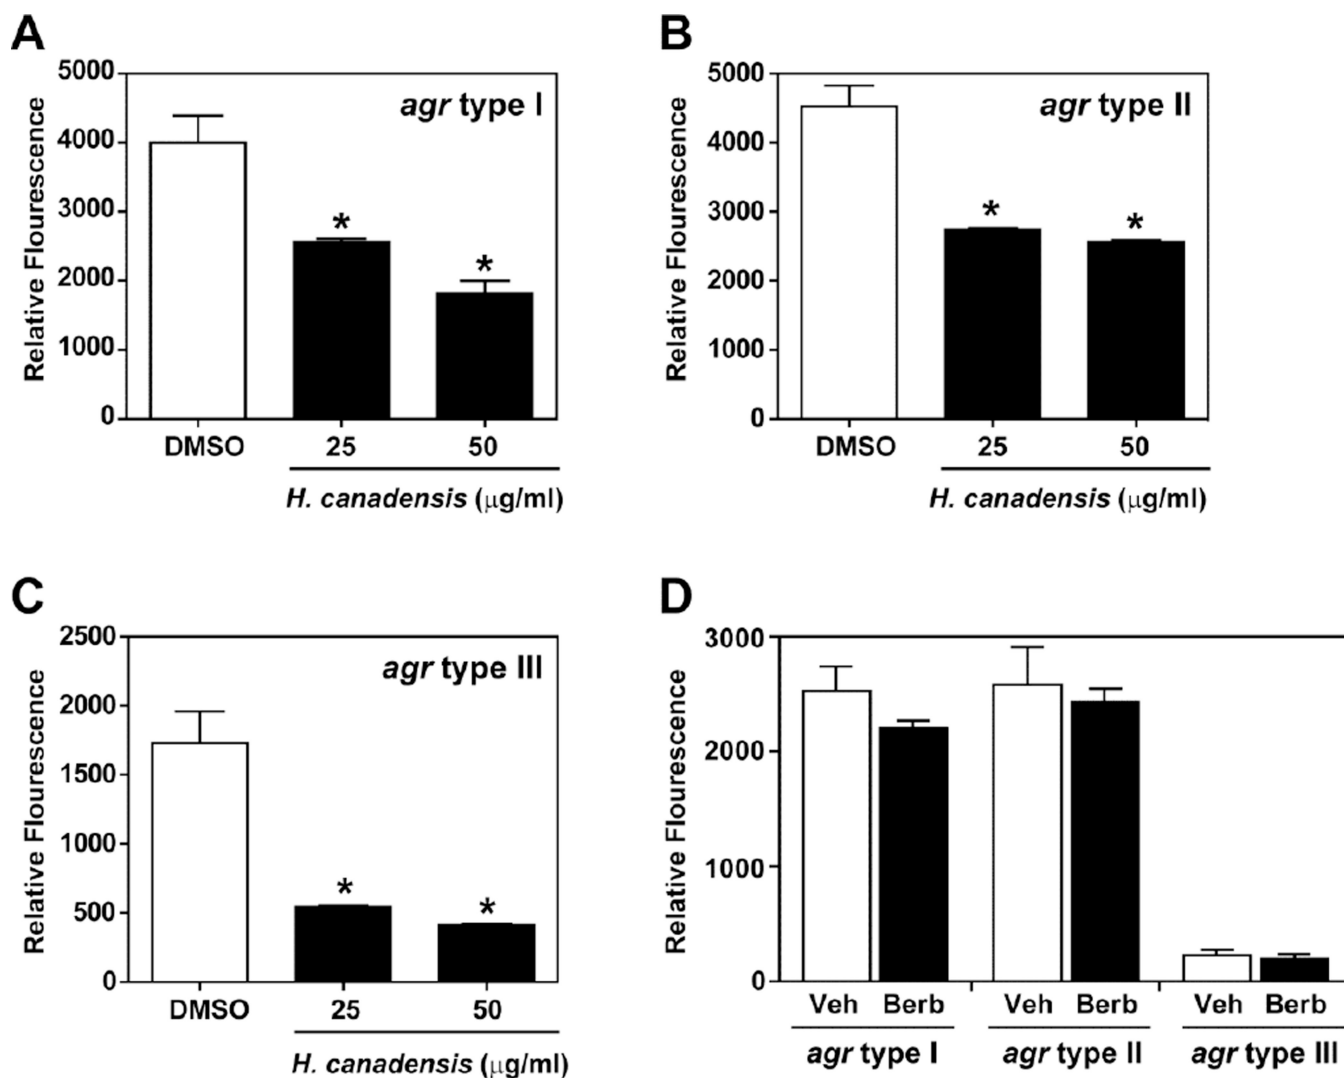 A
Relative Flourescence
5000
4000
3000
2000
1000
0
agr type I
*
*
DMSO
25
50
H. canadensis (μg/ml)
B
Relative Flourescence
5000
4000
3000
2000
1000
0
agr type II
*
*
DMSO
25
50
H. canadensis (μg/ml)
C
Relative Flourescence
2500
2000
1500
1000
500
0
agr type III
*
*
DMSO
25
50
H. canadensis (μg/ml)
D
Relative Flourescence
3000
2000
1000
0
Veh Berb Veh Berb Veh Berb
agr type I agr type II agr type III